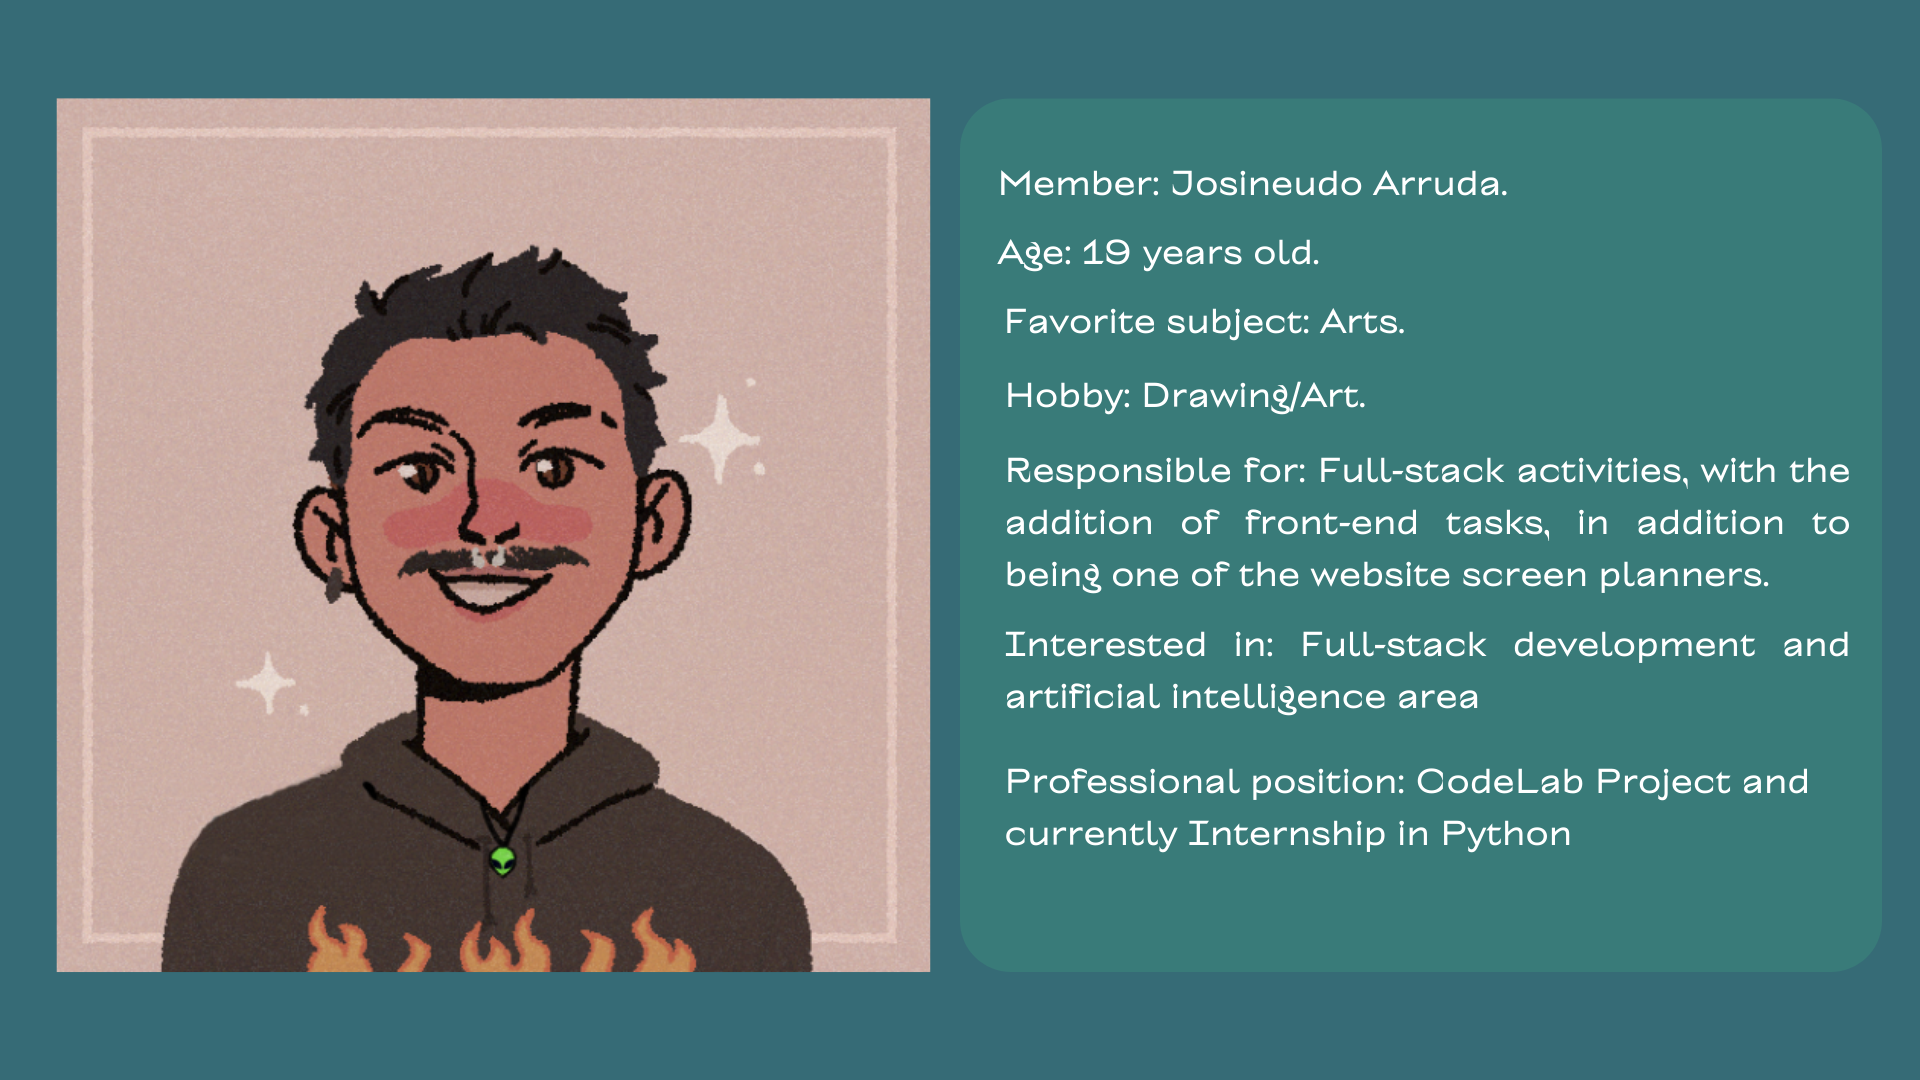 Member: Josineudo Arruda.
Age: 19 years old.
Favorite subject: Arts.
Hobby: Drawing/Art.
Responsible for: Full-stack activities, with the
addition of front-end tasks, in addition to
being one of the website screen planners.
Interested in: Full-stack development and
artificial intelligence area
Professional position: CodeLab Project and
currently Internship in Python